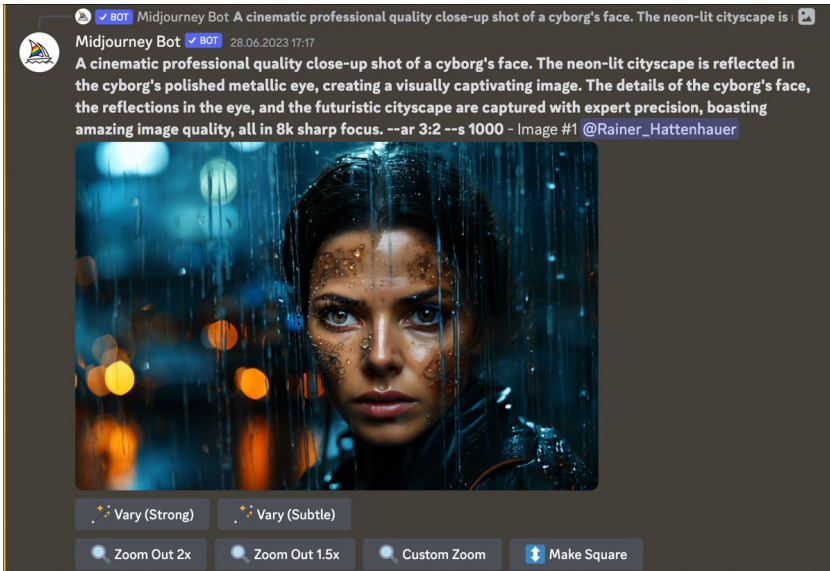 ✓ BOT Midjourney Bot A cinematic professional quality close-up shot of a cyborg's face. The neon-lit cityscape is
Midjourney Bot ✓ BOT 28.06.2023 17:17
A cinematic professional quality close-up shot of a cyborg's face. The neon-lit cityscape is reflected in
the cyborg's polished metallic eye, creating a visually captivating image. The details of the cyborg's face,
the reflections in the eye, and the futuristic cityscape are captured with expert precision, boasting
amazing image quality, all in 8k sharp focus. --ar 3:2 --s 1000 - Image #1 @Rainer_Hattenhauer
Vary (Strong) Vary (Subtle)
Zoom Out 2x Zoom Out 1.5x Custom Zoom Make Square